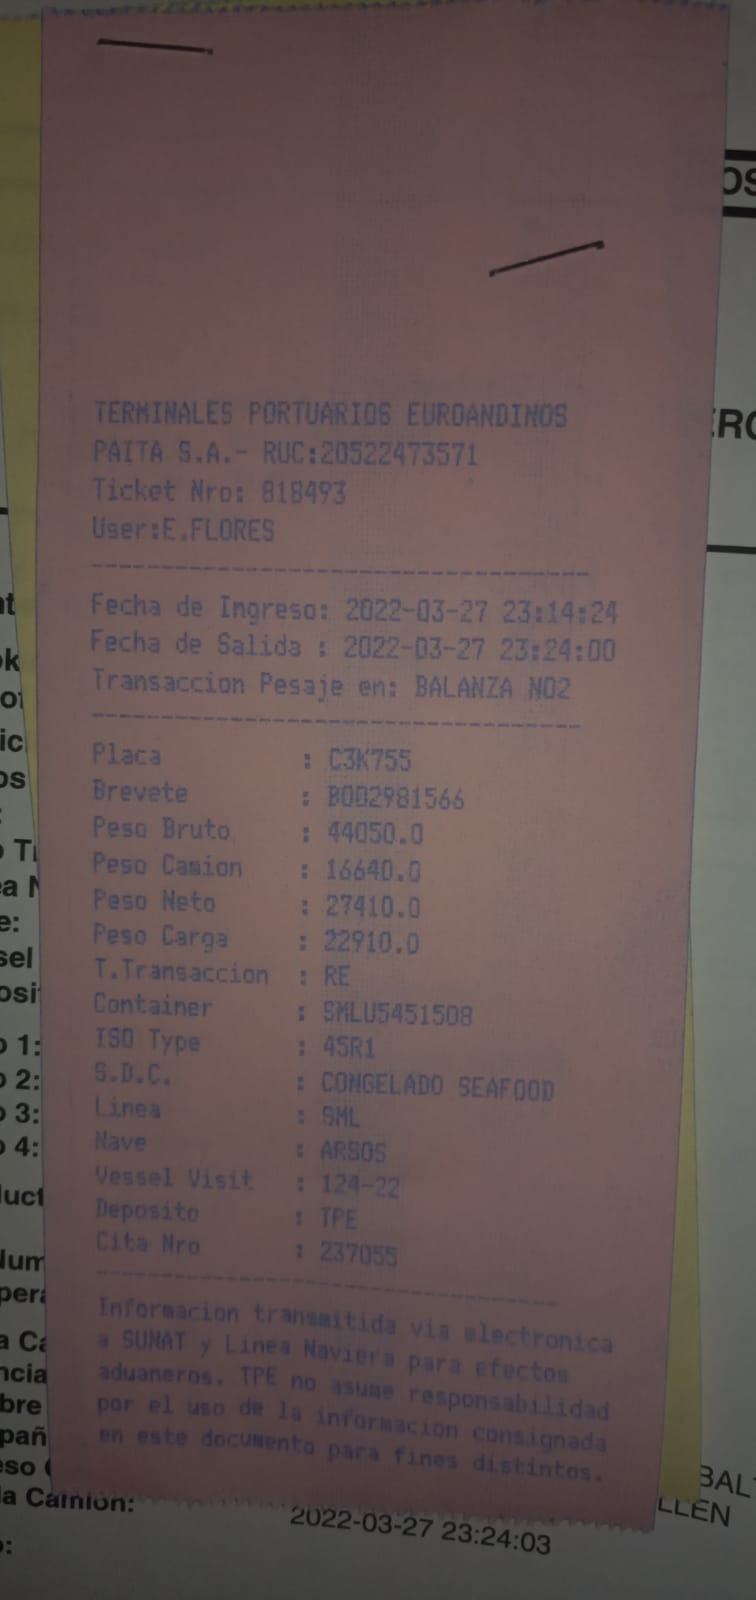 TERMINALES PORTUARIOS EUROANDINOS
PAITA S.A.- RUC:20522473571
Ticket Nro: 818493
User:E.FLORES
Fecha de Ingreso: 2022-03-27 23:14:24
Fecha de Salida : 2022-03-27 23:24:00
Transaccion Pesaje en: BALANZA NO2
Placa : C3K755
Brevete : B002981566
Peso Bruto : 44050.0
Peso Camion : 16640.0
Peso Neto : 27410.0
Peso Carga : 22910.0
T.Transaccion : RE
Container : SMLU5451508
ISO Type : 45R1
S.D.C. : CONGELADO SEAFOOD
Linea : SML
Nave : ARSOS
Vessel Visit : 124-22
Deposito : TPE
Cita Nro : 237055
Informacion transmitida via electronica
a SUNAT y Linea Naviera para efectos
aduaneros. TPE no asume responsabilidad
por el uso de la informacion consignada
en este documento para fines distintos.
a Camion:
2022-03-27 23:24:03